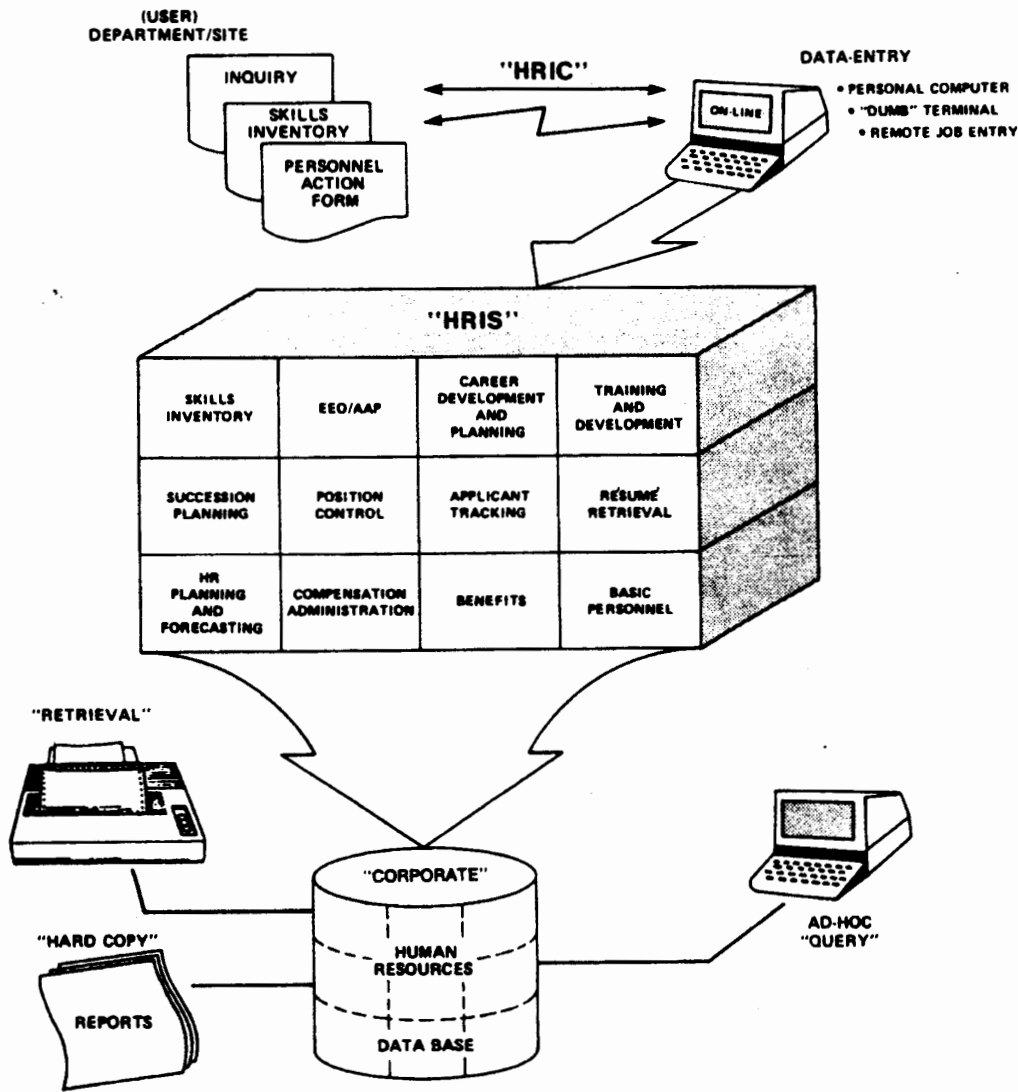 (USER)
DEPARTMENT/SITE
INQUIRY
SKILLS
INVENTORY
PERSONNEL
ACTION
FORM
"HRIC"
DATA-ENTRY
• PERSONAL COMPUTER
• "DUMB" TERMINAL
• REMOTE JOB ENTRY
ON-LINE
"HRIS"
SKILLS
INVENTORY
EEO/AAP
CAREER
DEVELOPMENT
AND
PLANNING
TRAINING
AND
DEVELOPMENT
SUCCESSION
PLANNING
POSITION
CONTROL
APPLICANT
TRACKING
RÉSUMÉ
RETRIEVAL
HR
PLANNING
AND
FORECASTING
COMPENSATION
ADMINISTRATION
BENEFITS
BASIC
PERSONNEL
"RETRIEVAL"
"HARD COPY"
REPORTS
"CORPORATE"
HUMAN
RESOURCES
DATA BASE
AD-HOC
"QUERY"